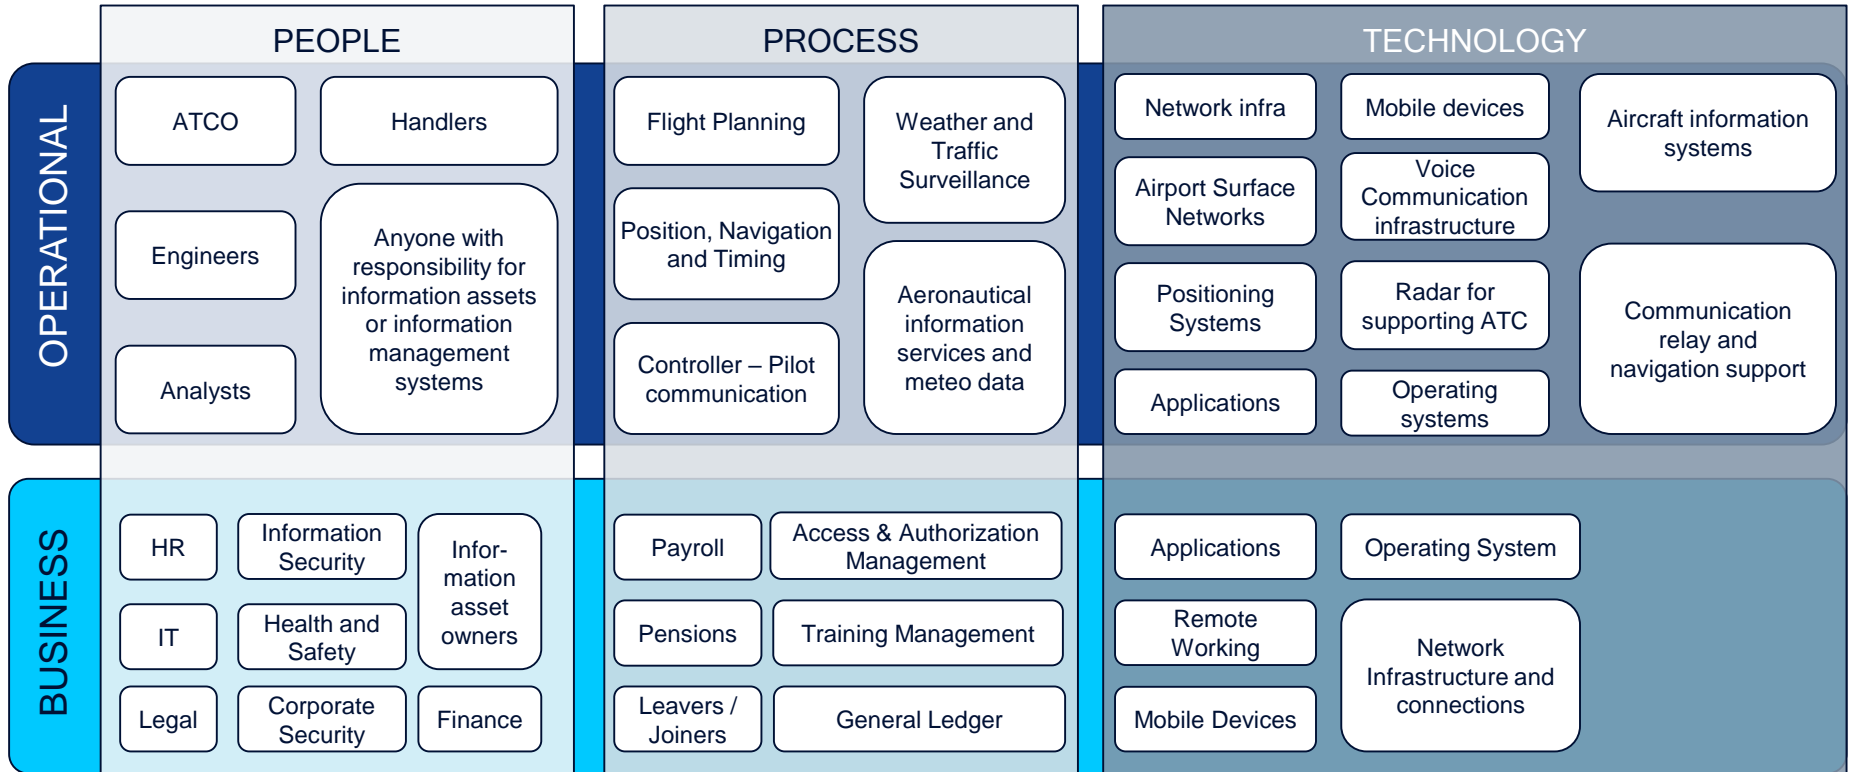 PEOPLE
PROCESS
TECHNOLOGY
OPERATIONAL
ATCO
Handlers
Engineers
Anyone with
responsibility for
information assets
or information
management
systems
Analysts
Flight Planning
Weather and
Traffic
Surveillance
Position, Navigation
and Timing
Aeronautical
information
services and
meteo data
Controller – Pilot
communication
Network infra
Mobile devices
Aircraft information
systems
Airport Surface
Networks
Voice
Communication
infrastructure
Positioning
Systems
Radar for
supporting ATC
Communication
relay and
navigation support
Applications
Operating
systems
BUSINESS
HR
Information
Security
Infor-
mation
asset
owners
IT
Health and
Safety
Legal
Corporate
Security
Finance
Payroll
Access & Authorization
Management
Pensions
Training Management
Leavers /
Joiners
General Ledger
Applications
Operating System
Remote
Working
Network
Infrastructure and
connections
Mobile Devices